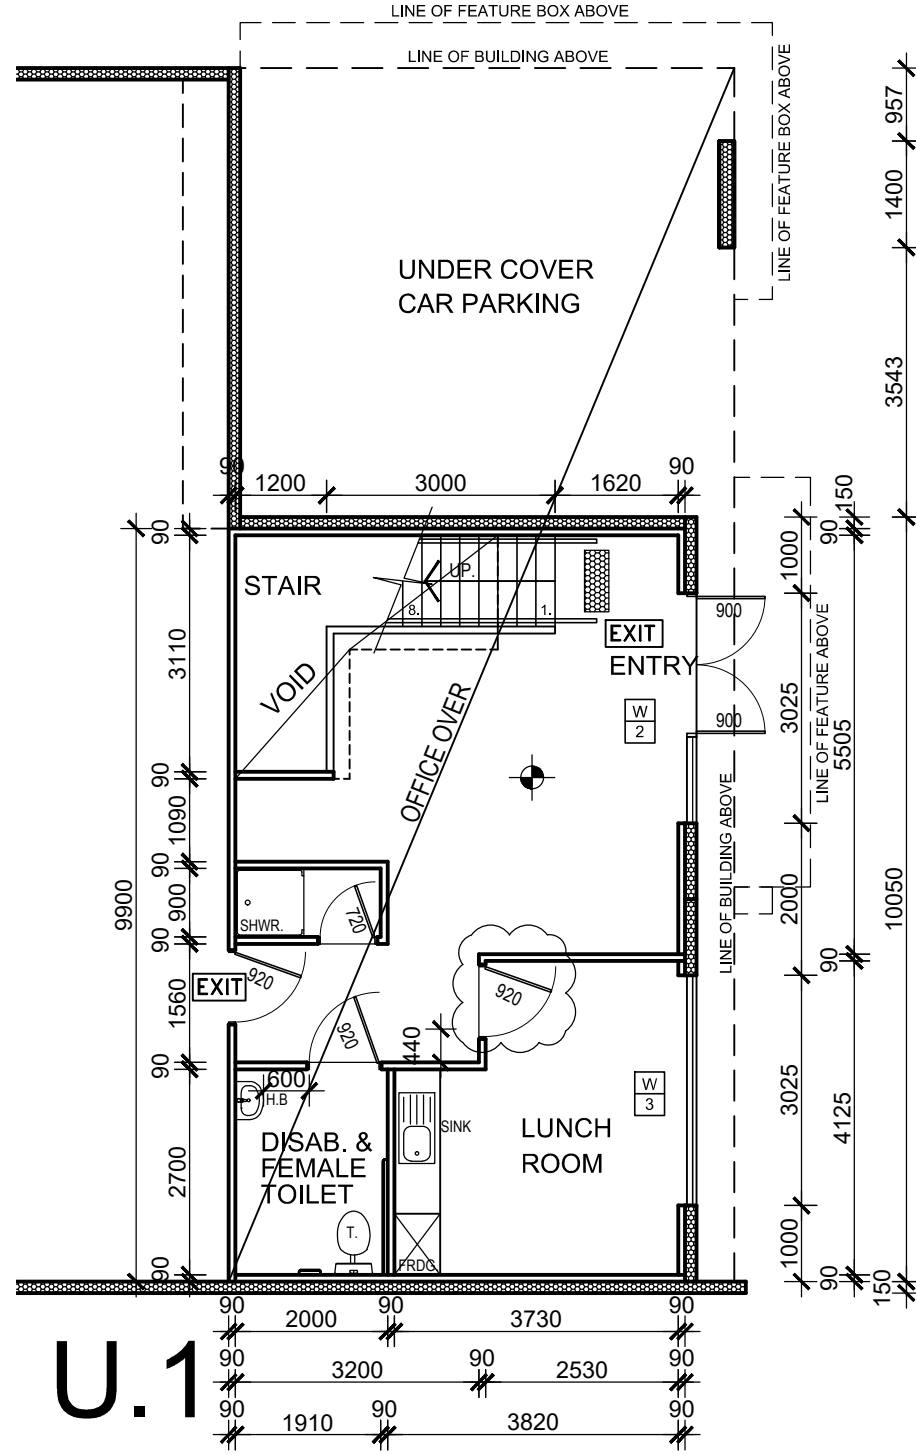 LINE OF FEATURE BOX ABOVE
LINE OF BUILDING ABOVE
LINE OF FEATURE BOX ABOVE
LINE OF FEATURE BOX ABOVE
957
1400
3543
UNDER COVER
CAR PARKING
90
1200
3000
1620
90
150
90
90
1000
STAIR
UP.
8.
1.
900
EXIT
ENTRY
3110
VOID
OFFICE OVER
W
2
900
3025
5505
LINE OF FEATURE ABOVE
LINE OF BUILDING ABOVE
90
1090
90
900
90
9900
SHWR.
720
2000
10050
90
EXIT
920
920
920
1560
440
90
600
H.B
SINK
W
3
3025
4125
DISAB. &
FEMALE
TOILET
LUNCH
ROOM
2700
T.
FRDG
1000
90
90
150
90
2000
90
3730
90
U.1
90
3200
90
2530
90
90
1910
90
3820
90